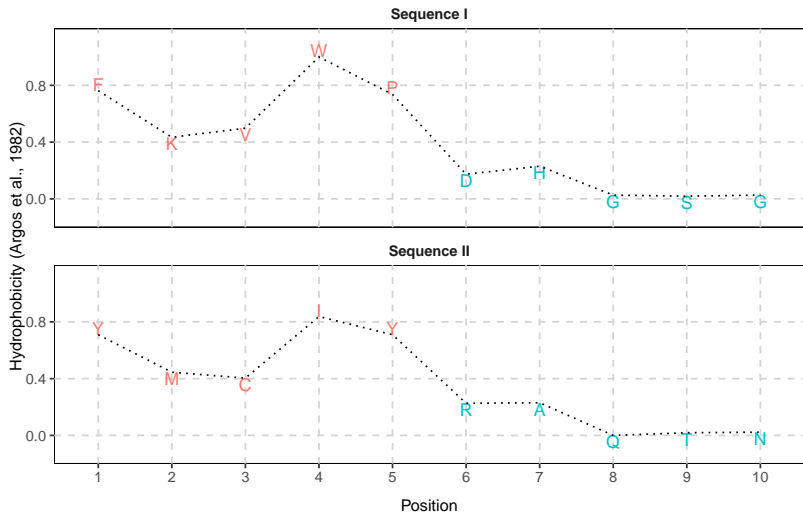 Sequence I
Hydrophobicity (Argos et al., 1982)
0.8
0.4
0.0
F
K
V
W
P
D
H
G
S
G
Sequence II
0.8
0.4
0.0
Y
M
C
I
Y
R
A
Q
T
N
1 2 3 4 5 6 7 8 9 10
Position